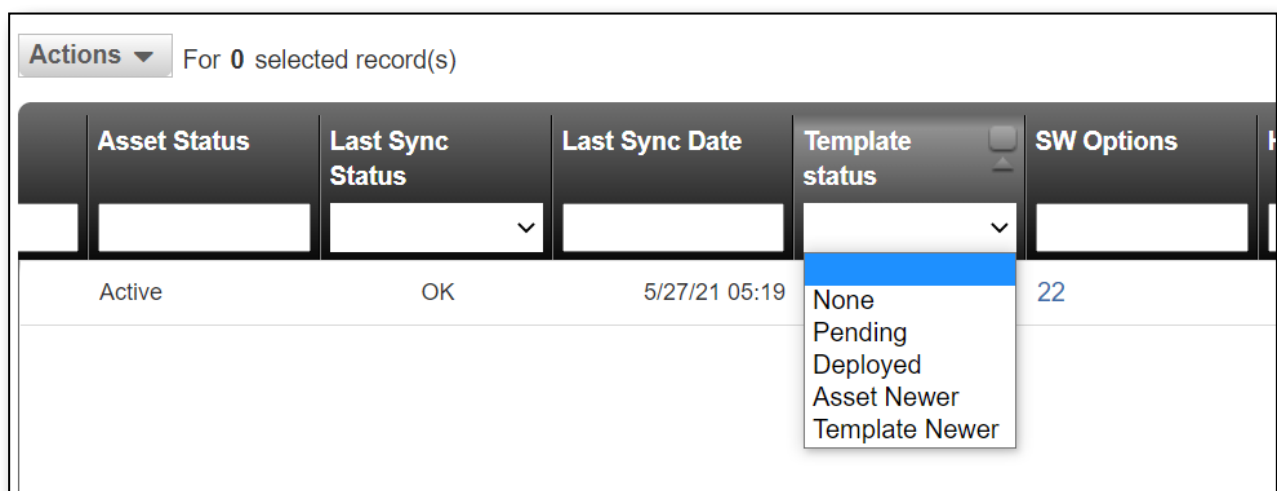 Actions
For 0 selected record(s)
Asset Status
Last Sync
Status
Last Sync Date
Template
status
SW Options
Active
OK
5/27/21 05:19
22
None
Pending
Deployed
Asset Newer
Template Newer